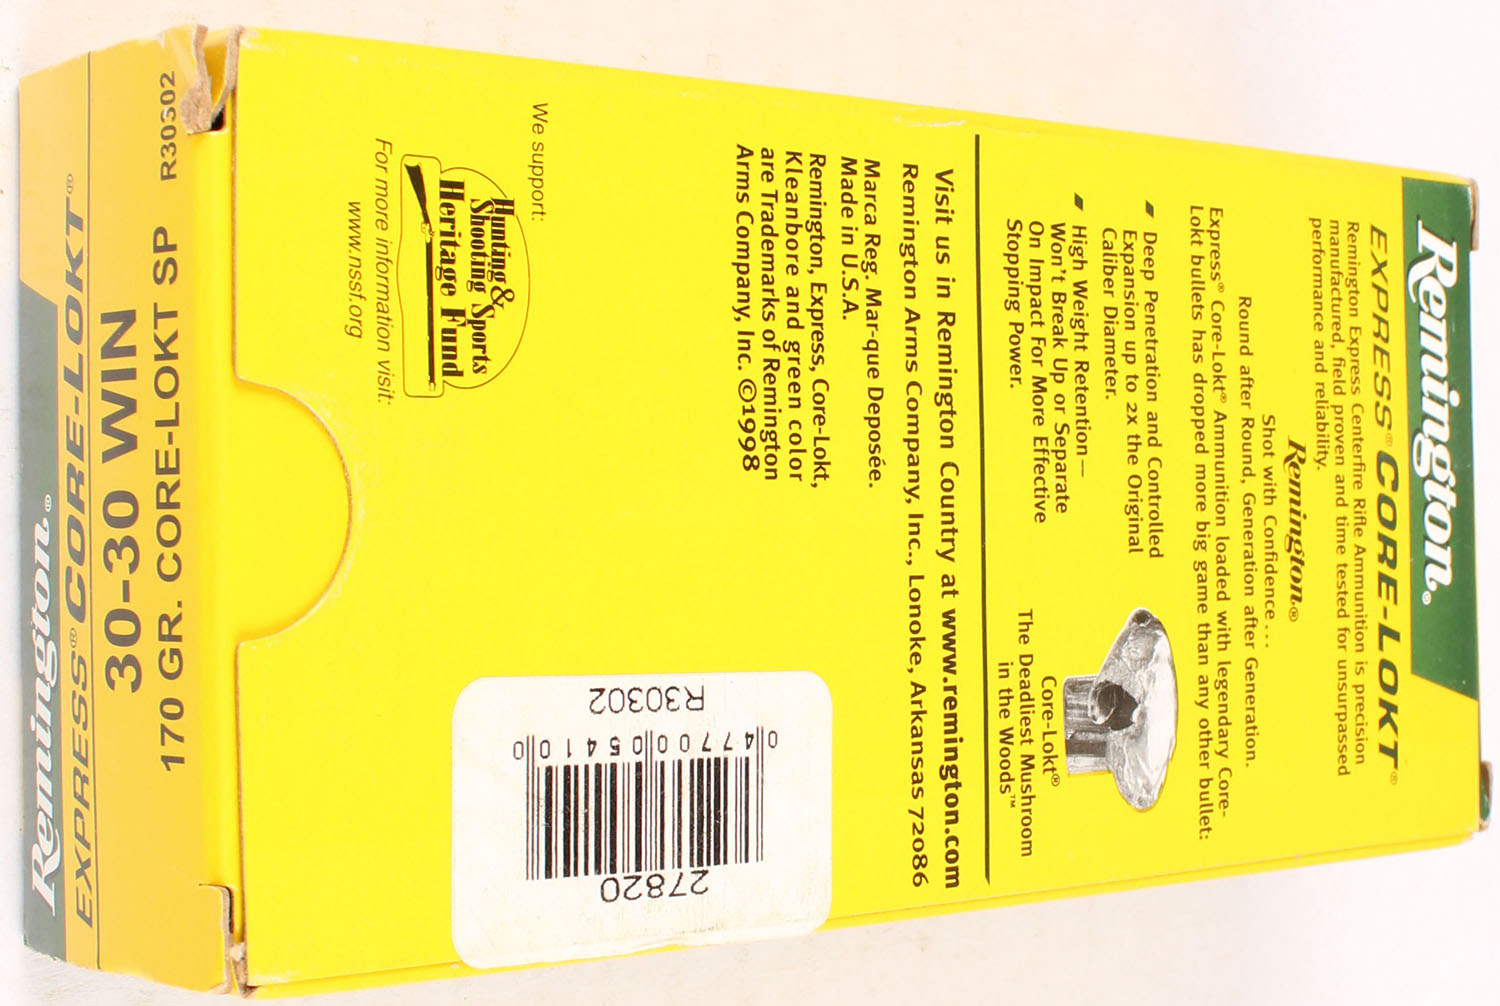 Remington®
EXPRESS® CORE-LOKT®
Remington Express Centerfire Rifle Ammunition is precision
manufactured, field proven and time tested for unsurpassed
performance and reliability.
Remington®
Shot with Confidence...
Round after Round, Generation after Generation.
Express® Core-Lokt® Ammunition loaded with legendary Core-
Lokt bullets has dropped more big game than any other bullet:
Deep Penetration and Controlled
Expansion up to 2x the Original
Caliber Diameter.
High Weight Retention—
Won't Break Up or Separate
On Impact For More Effective
Stopping Power.
Core-Lokt®
The Deadliest Mushroom
in the Woods™
Visit us in Remington Country at www.remington.com
Remington Arms Company, Inc., Lonoke, Arkansas 72086
Marca Reg. Mar-que Deposée.
Made in U.S.A.
Remington, Express, Core-Lokt,
Kleanbore and green color
are Trademarks of Remington
Arms Company, Inc. ©1998
We support:
Hunting &
Shooting Sports
Heritage Fund
For more information visit:
www.nssf.org
27820
0 47700 05410 0
R30302
R30302
30-30 WIN
170 GR. CORE-LOKT SP
EXPRESS® CORE-LOKT®
Remington®